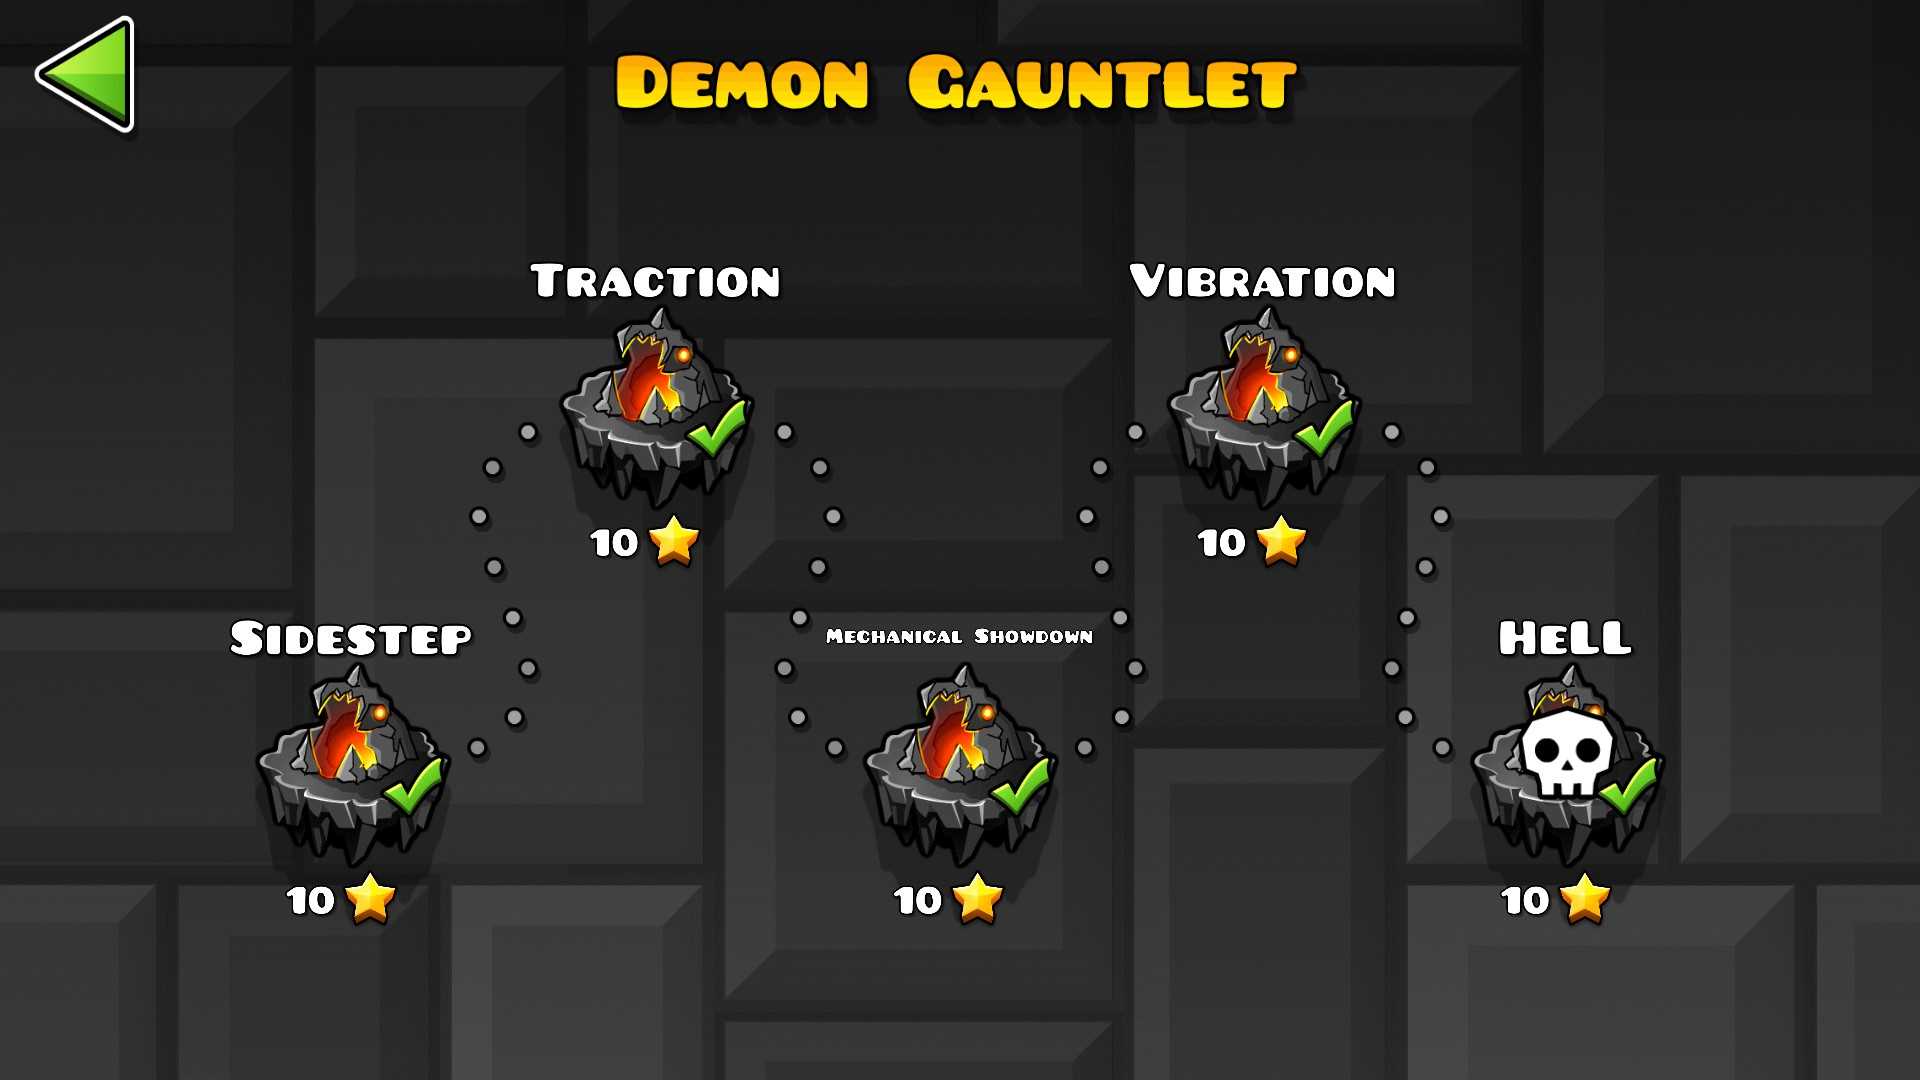 Demon Gauntlet
Traction
10
Vibration
10
Sidestep
10
Mechanical Showdown
10
HeLL
10